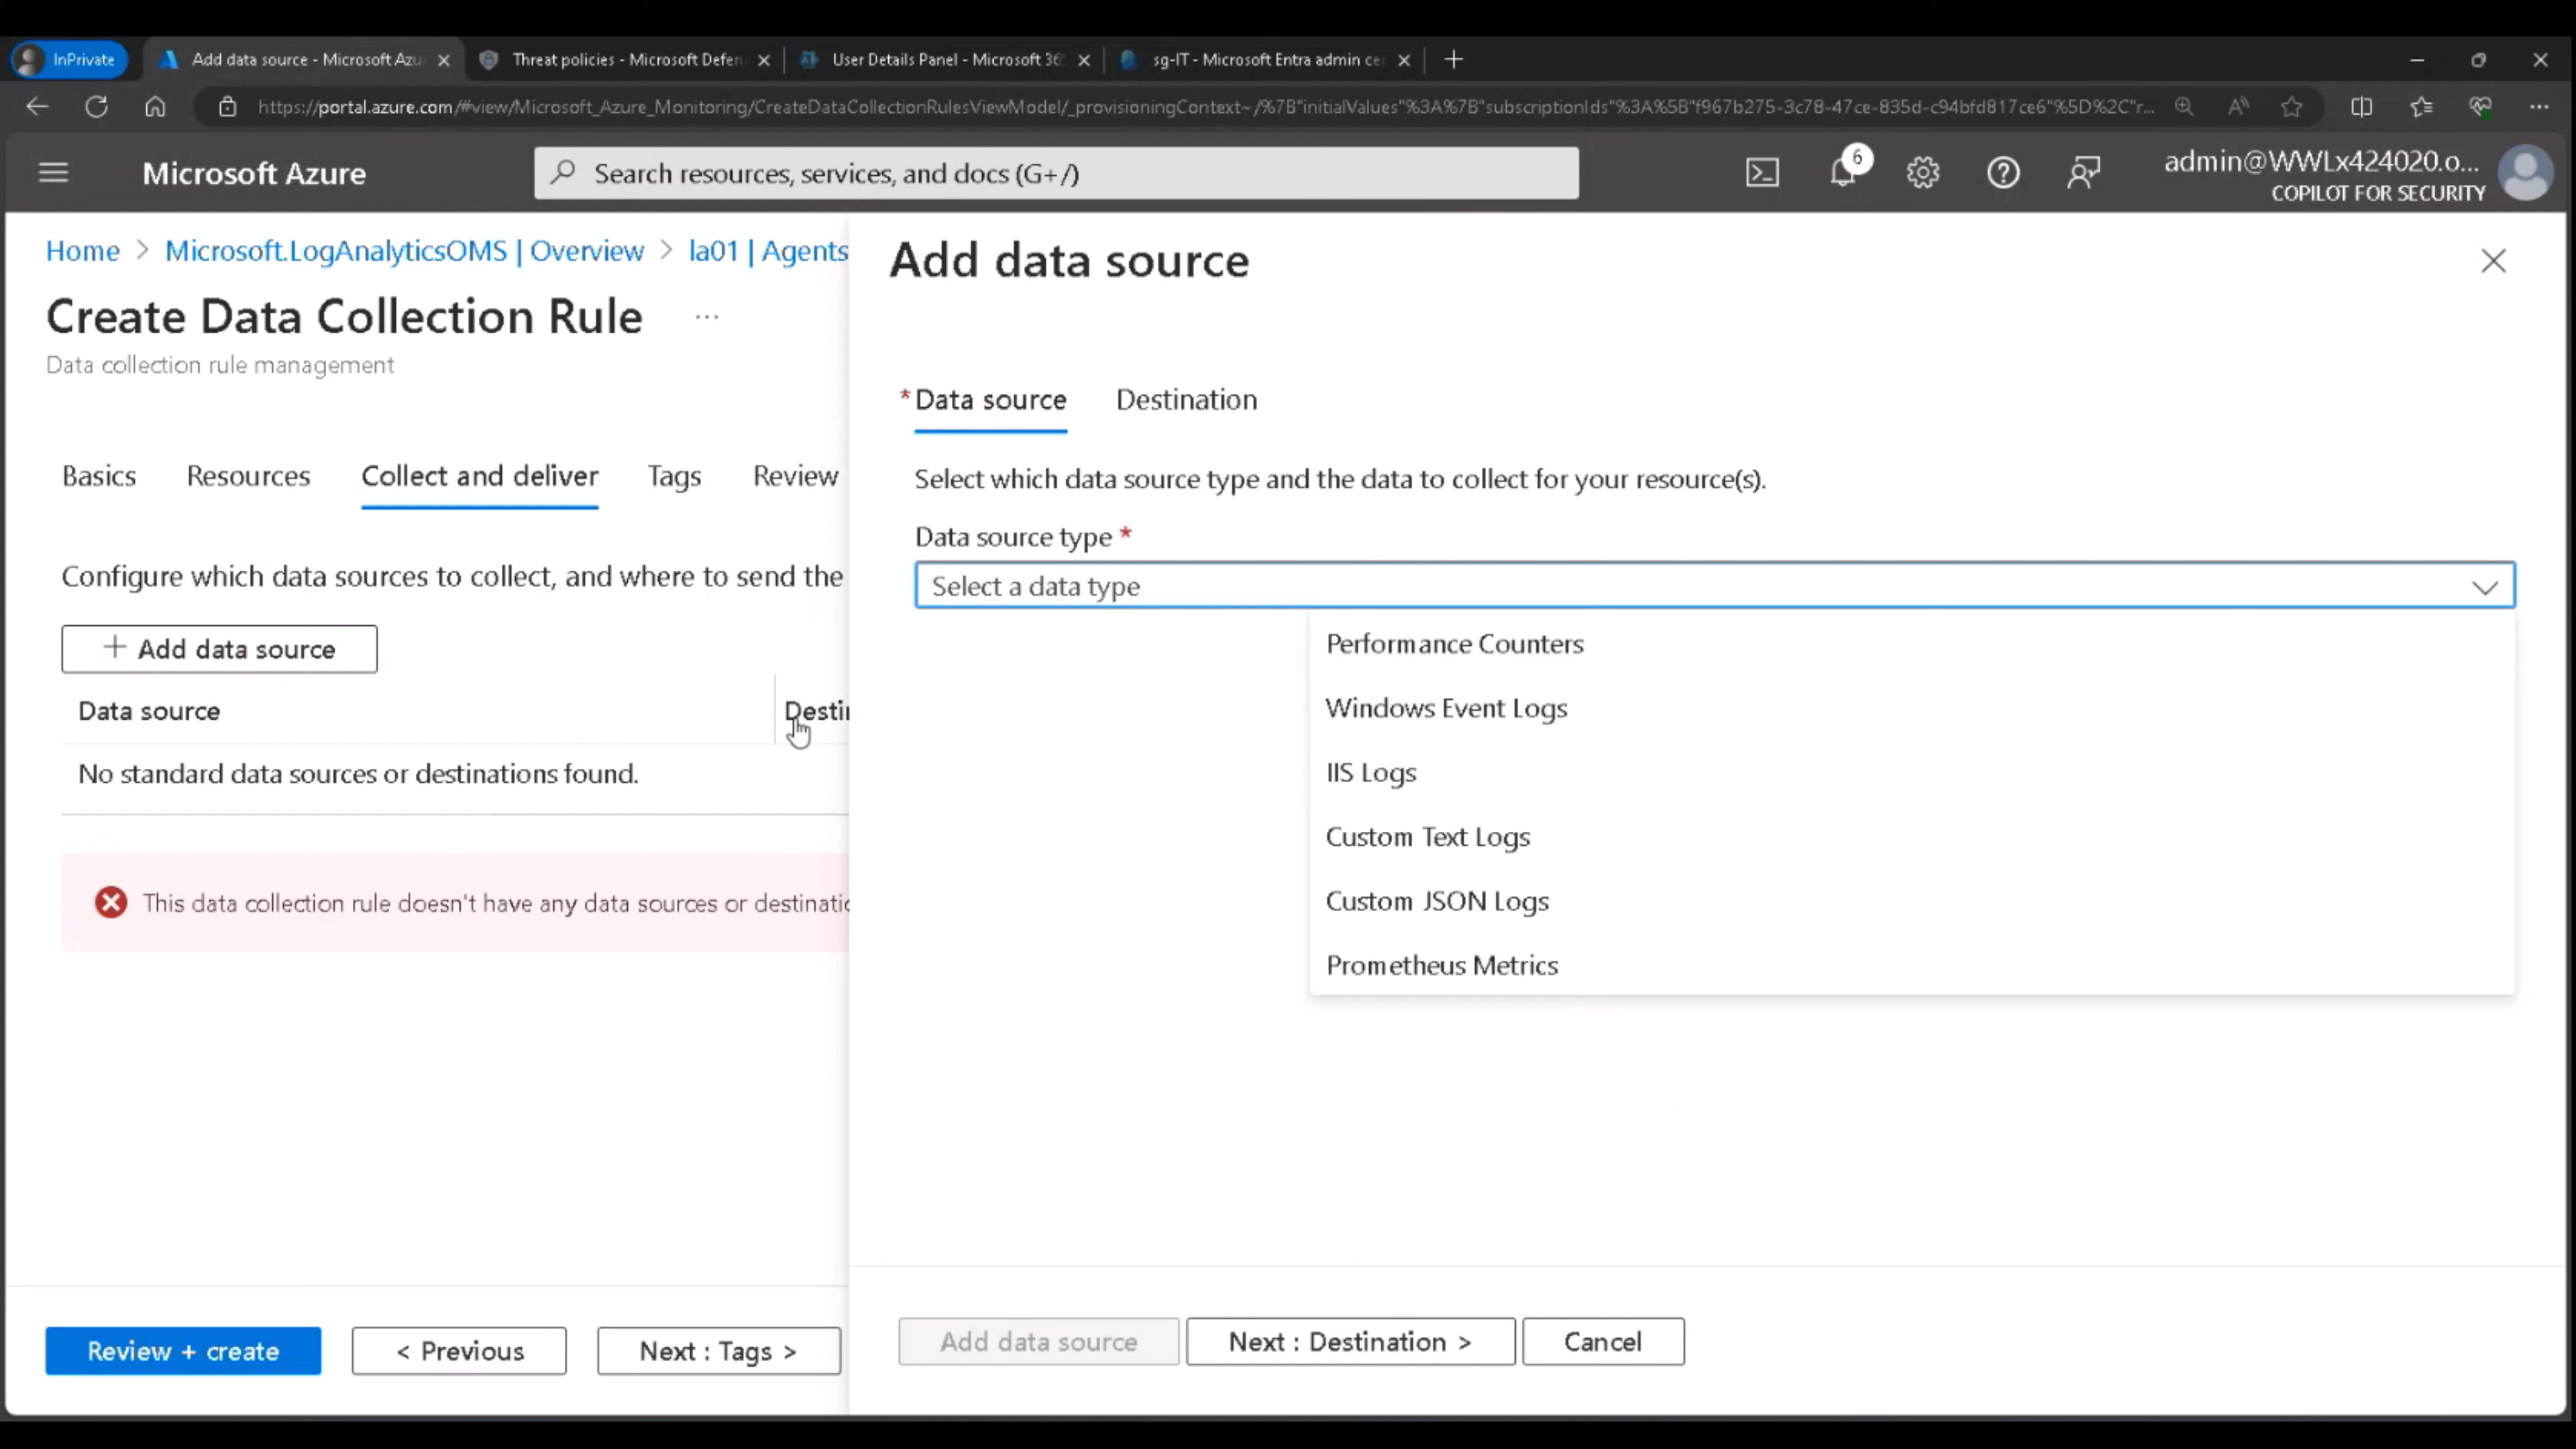 InPrivate
Add data source - Microsoft Azu
Threat policies - Microsoft Defen
User Details Panel - Microsoft 36
sg-IT - Microsoft Entra admin ce
https://portal.azure.com/#view/Microsoft_Azure_Monitoring/CreateDataCollectionRulesViewModel/_provisioningContext~/%7B"initialValues"%3A%7B"subscriptionIds"%3A%5B"f967b275-3c78-47ce-835d-c94bfd817ce6"%5D%2C"r...
Microsoft Azure
Search resources, services, and docs (G+/)
6
admin@WWLx424020.o...
COPILOT FOR SECURITY
Home > Microsoft.LogAnalyticsOMS | Overview > la01 | Agents
Create Data Collection Rule ...
Data collection rule management
Basics
Resources
Collect and deliver
Tags
Review
Configure which data sources to collect, and where to send the
+ Add data source
Data source
Destin
No standard data sources or destinations found.
This data collection rule doesn't have any data sources or destinatio
Review + create
< Previous
Next : Tags >
Add data source
* Data source
Destination
Select which data source type and the data to collect for your resource(s).
Data source type *
Select a data type
Performance Counters
Windows Event Logs
IIS Logs
Custom Text Logs
Custom JSON Logs
Prometheus Metrics
Add data source
Next : Destination >
Cancel